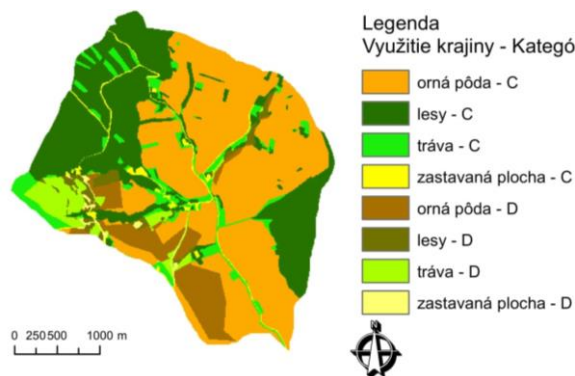 Legenda
Využitie krajiny - Kategó
orná pôda - C
lesy - C
tráva - C
zastavaná plocha - C
orná pôda - D
lesy - D
tráva - D
zastavaná plocha - D
0 250 500 1000 m